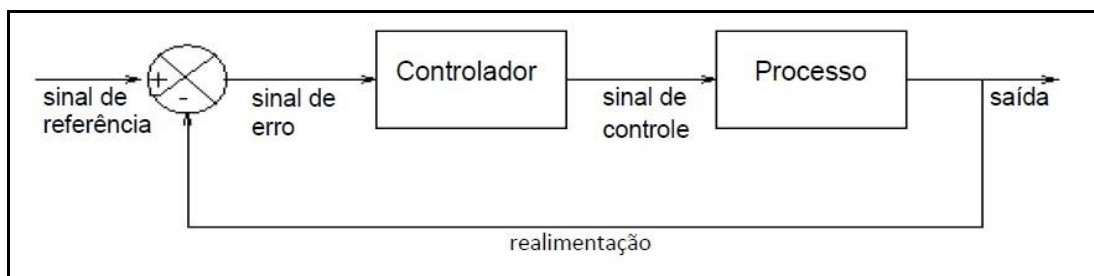 Controlador
Processo
+
-
sinal de
referência
sinal de
erro
sinal de
controle
saída
realimentação